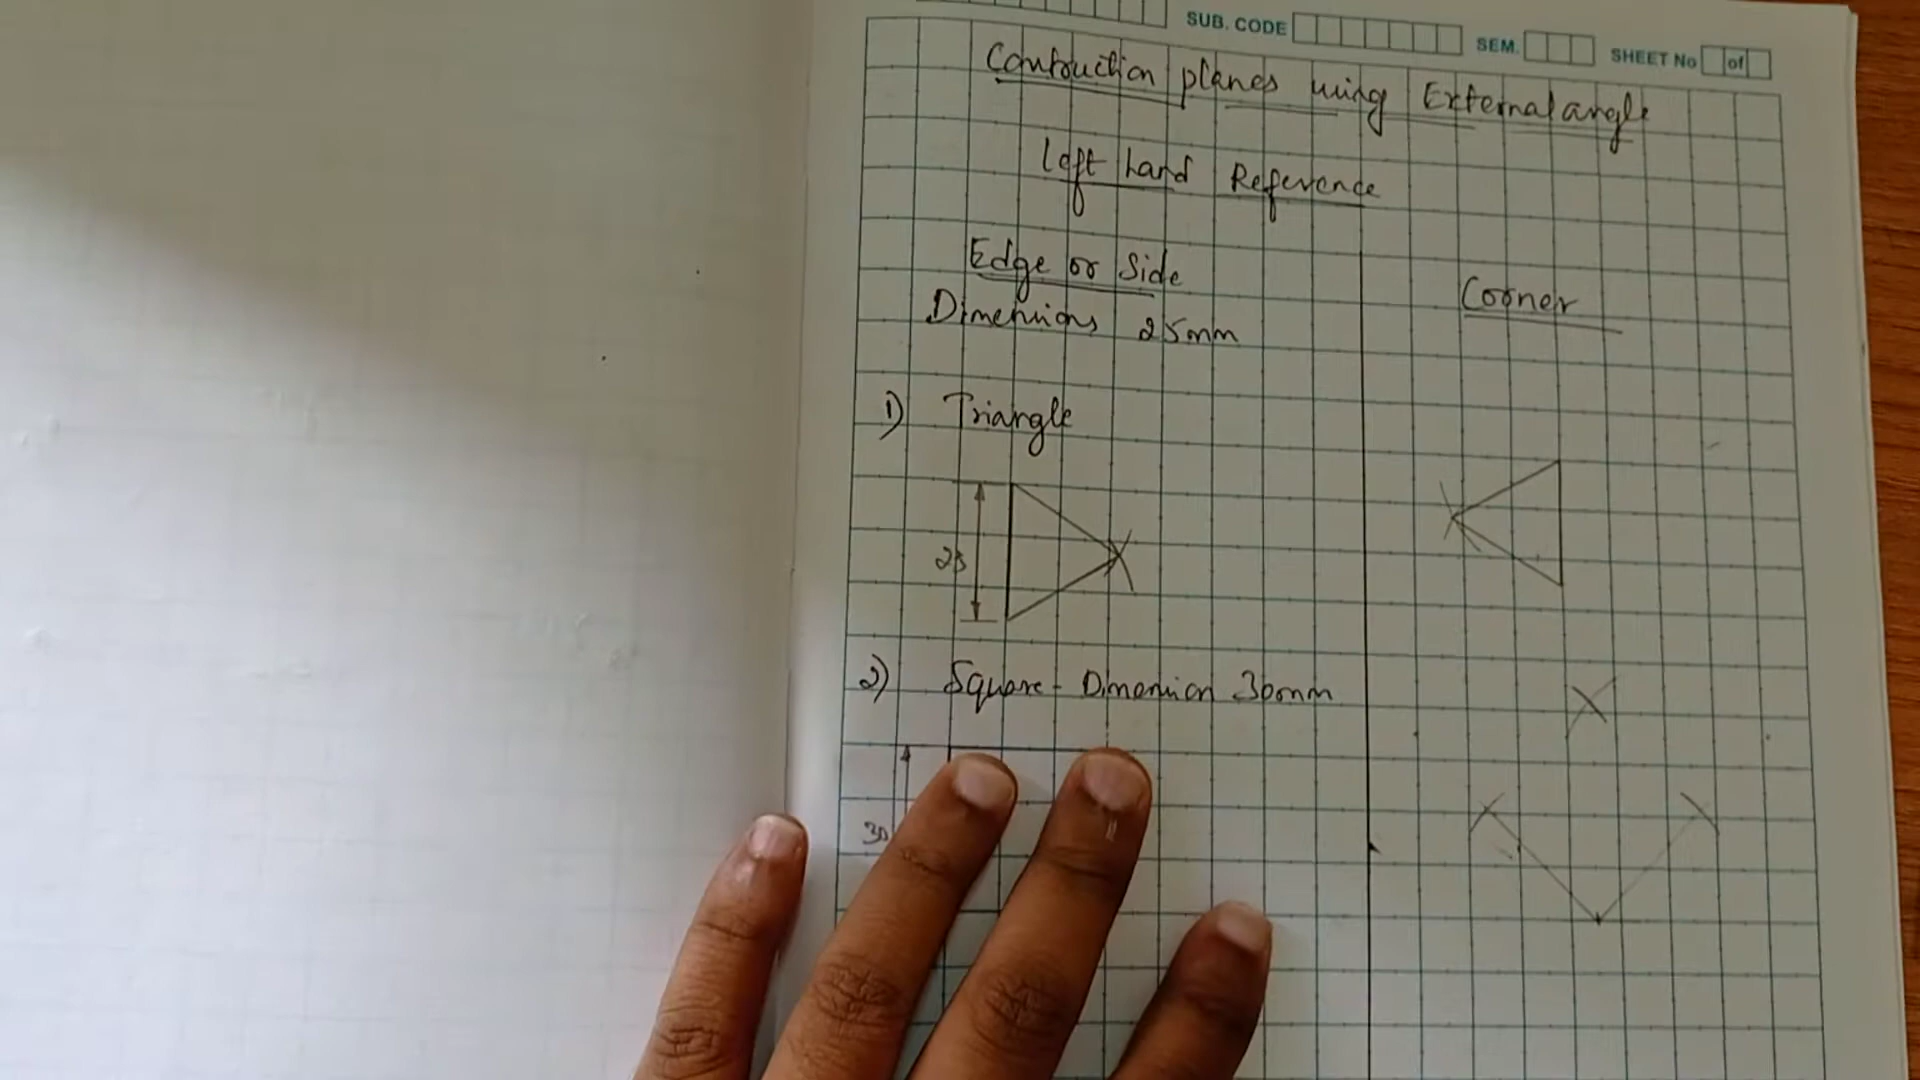 SUB. CODE SEM. SHEET No of
Contruction planes using External angle
Left hand Reference
Edge or Side
Corner
Dimensions 25mm
1) Triangle
25
2) Square - Dimension 30mm
30